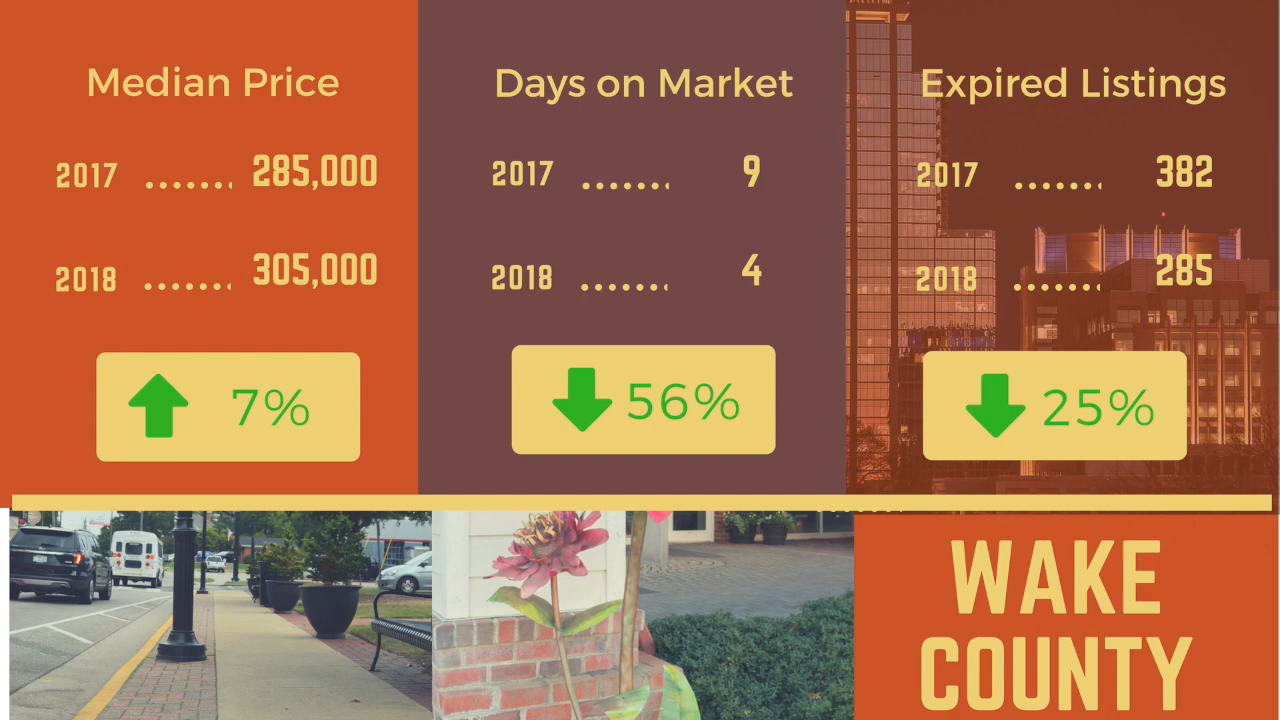 Median Price
2017 ....... 285,000
2018 ....... 305,000
7%
Days on Market
2017 ....... 9
2018 ....... 4
56%
Expired Listings
2017 ....... 382
2018 ....... 285
25%
WAKE
COUNTY